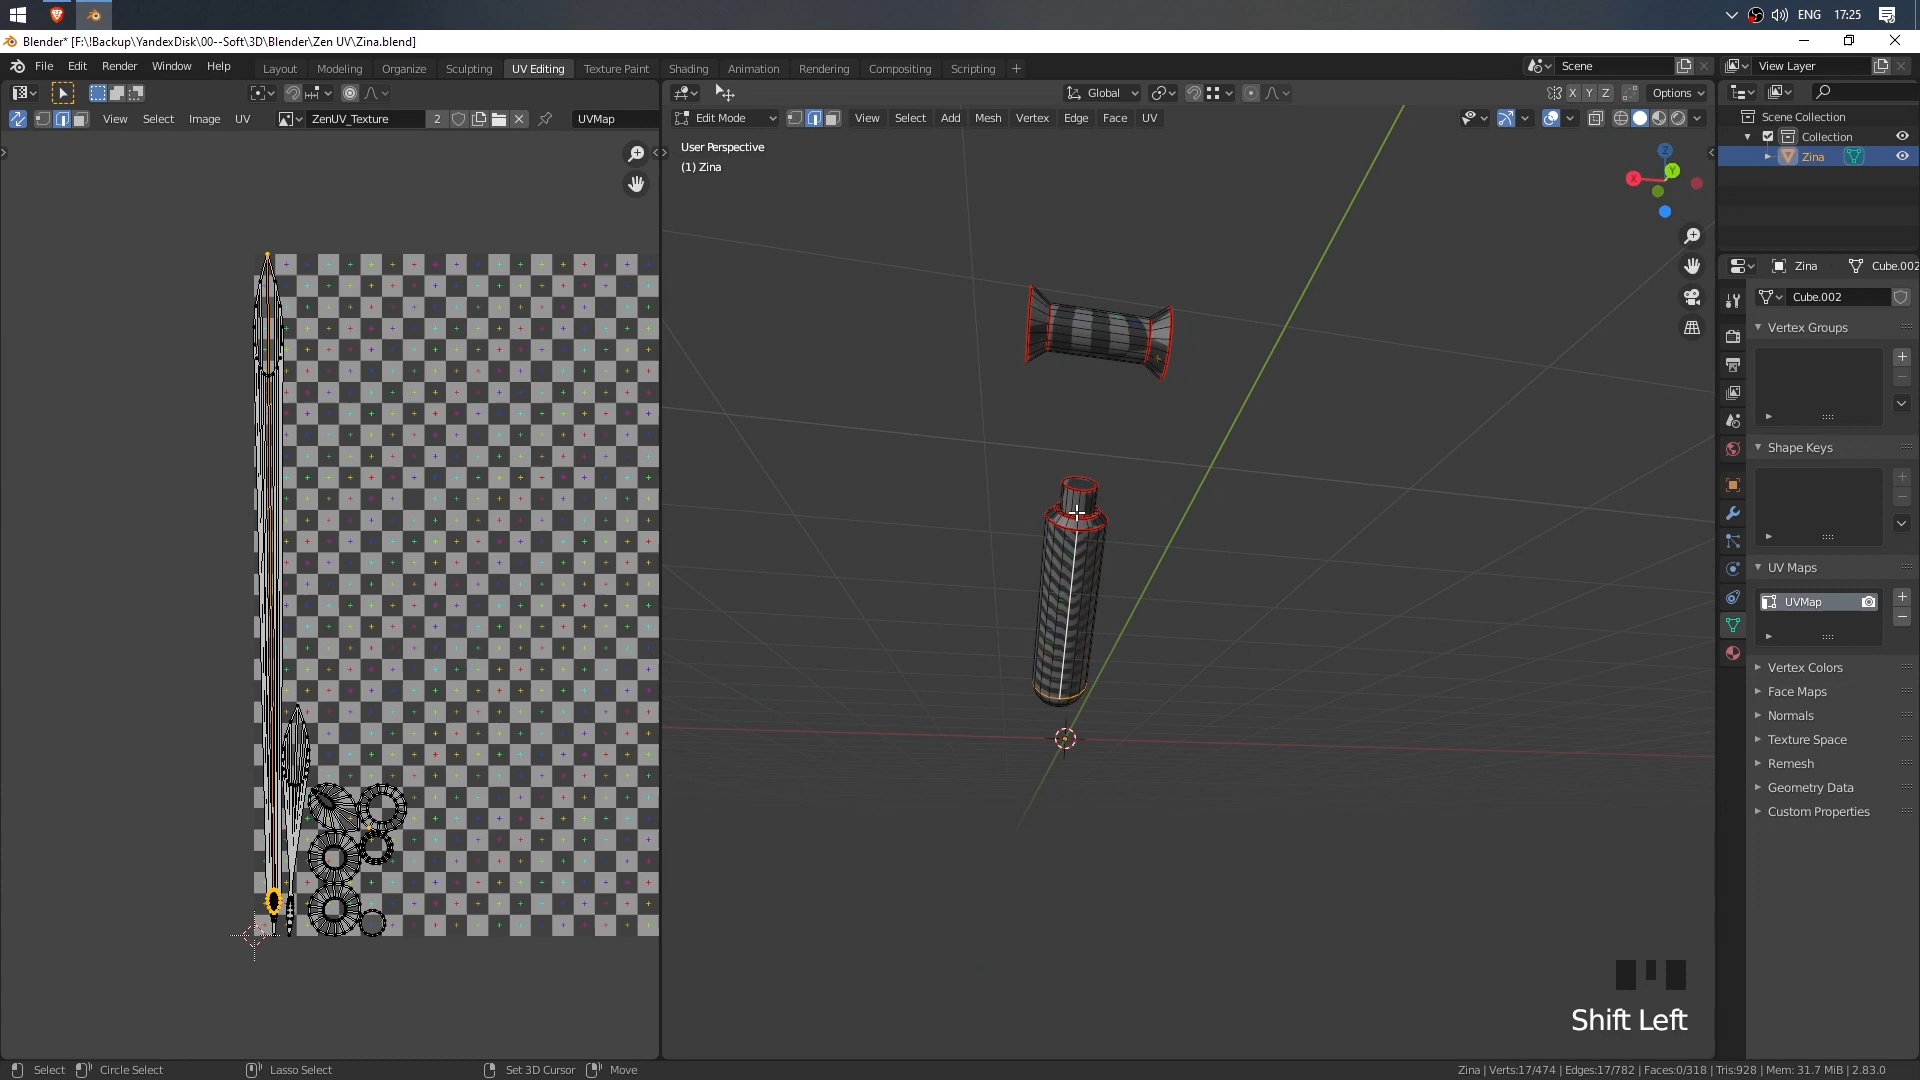 ENG
17:25
Blender* [F:\!Backup\YandexDisk\00--Soft\3D\Blender\Zen UV\Zina.blend]
File Edit Render Window Help
Layout Modeling Organize Sculpting UV Editing Texture Paint Shading Animation Rendering Compositing Scripting +
Scene
View Layer
Global
X Y Z
Options
View Select Image UV
ZenUV_Texture
2
UVMap
Edit Mode
View Select Add Mesh Vertex Edge Face UV
Scene Collection
Collection
Zina
User Perspective
(1) Zina
Z
Y
X
Zina
Cube.002
Cube.002
Vertex Groups
Shape Keys
UV Maps
UVMap
Vertex Colors
Face Maps
Normals
Texture Space
Remesh
Geometry Data
Custom Properties
Shift Left
Select
Circle Select
Lasso Select
Set 3D Cursor
Move
Zina | Verts:17/474 | Edges:17/782 | Faces:0/318 | Tris:928 | Mem: 31.7 MiB | 2.83.0